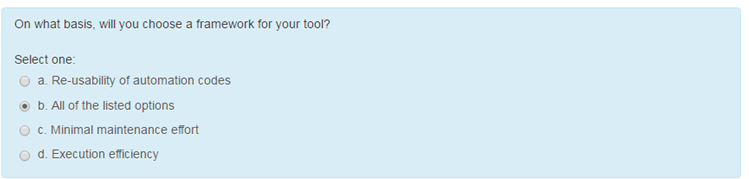 On what basis, will you choose a framework for your tool?
Select one:
a. Re-usability of automation codes
b. All of the listed options
c. Minimal maintenance effort
d. Execution efficiency